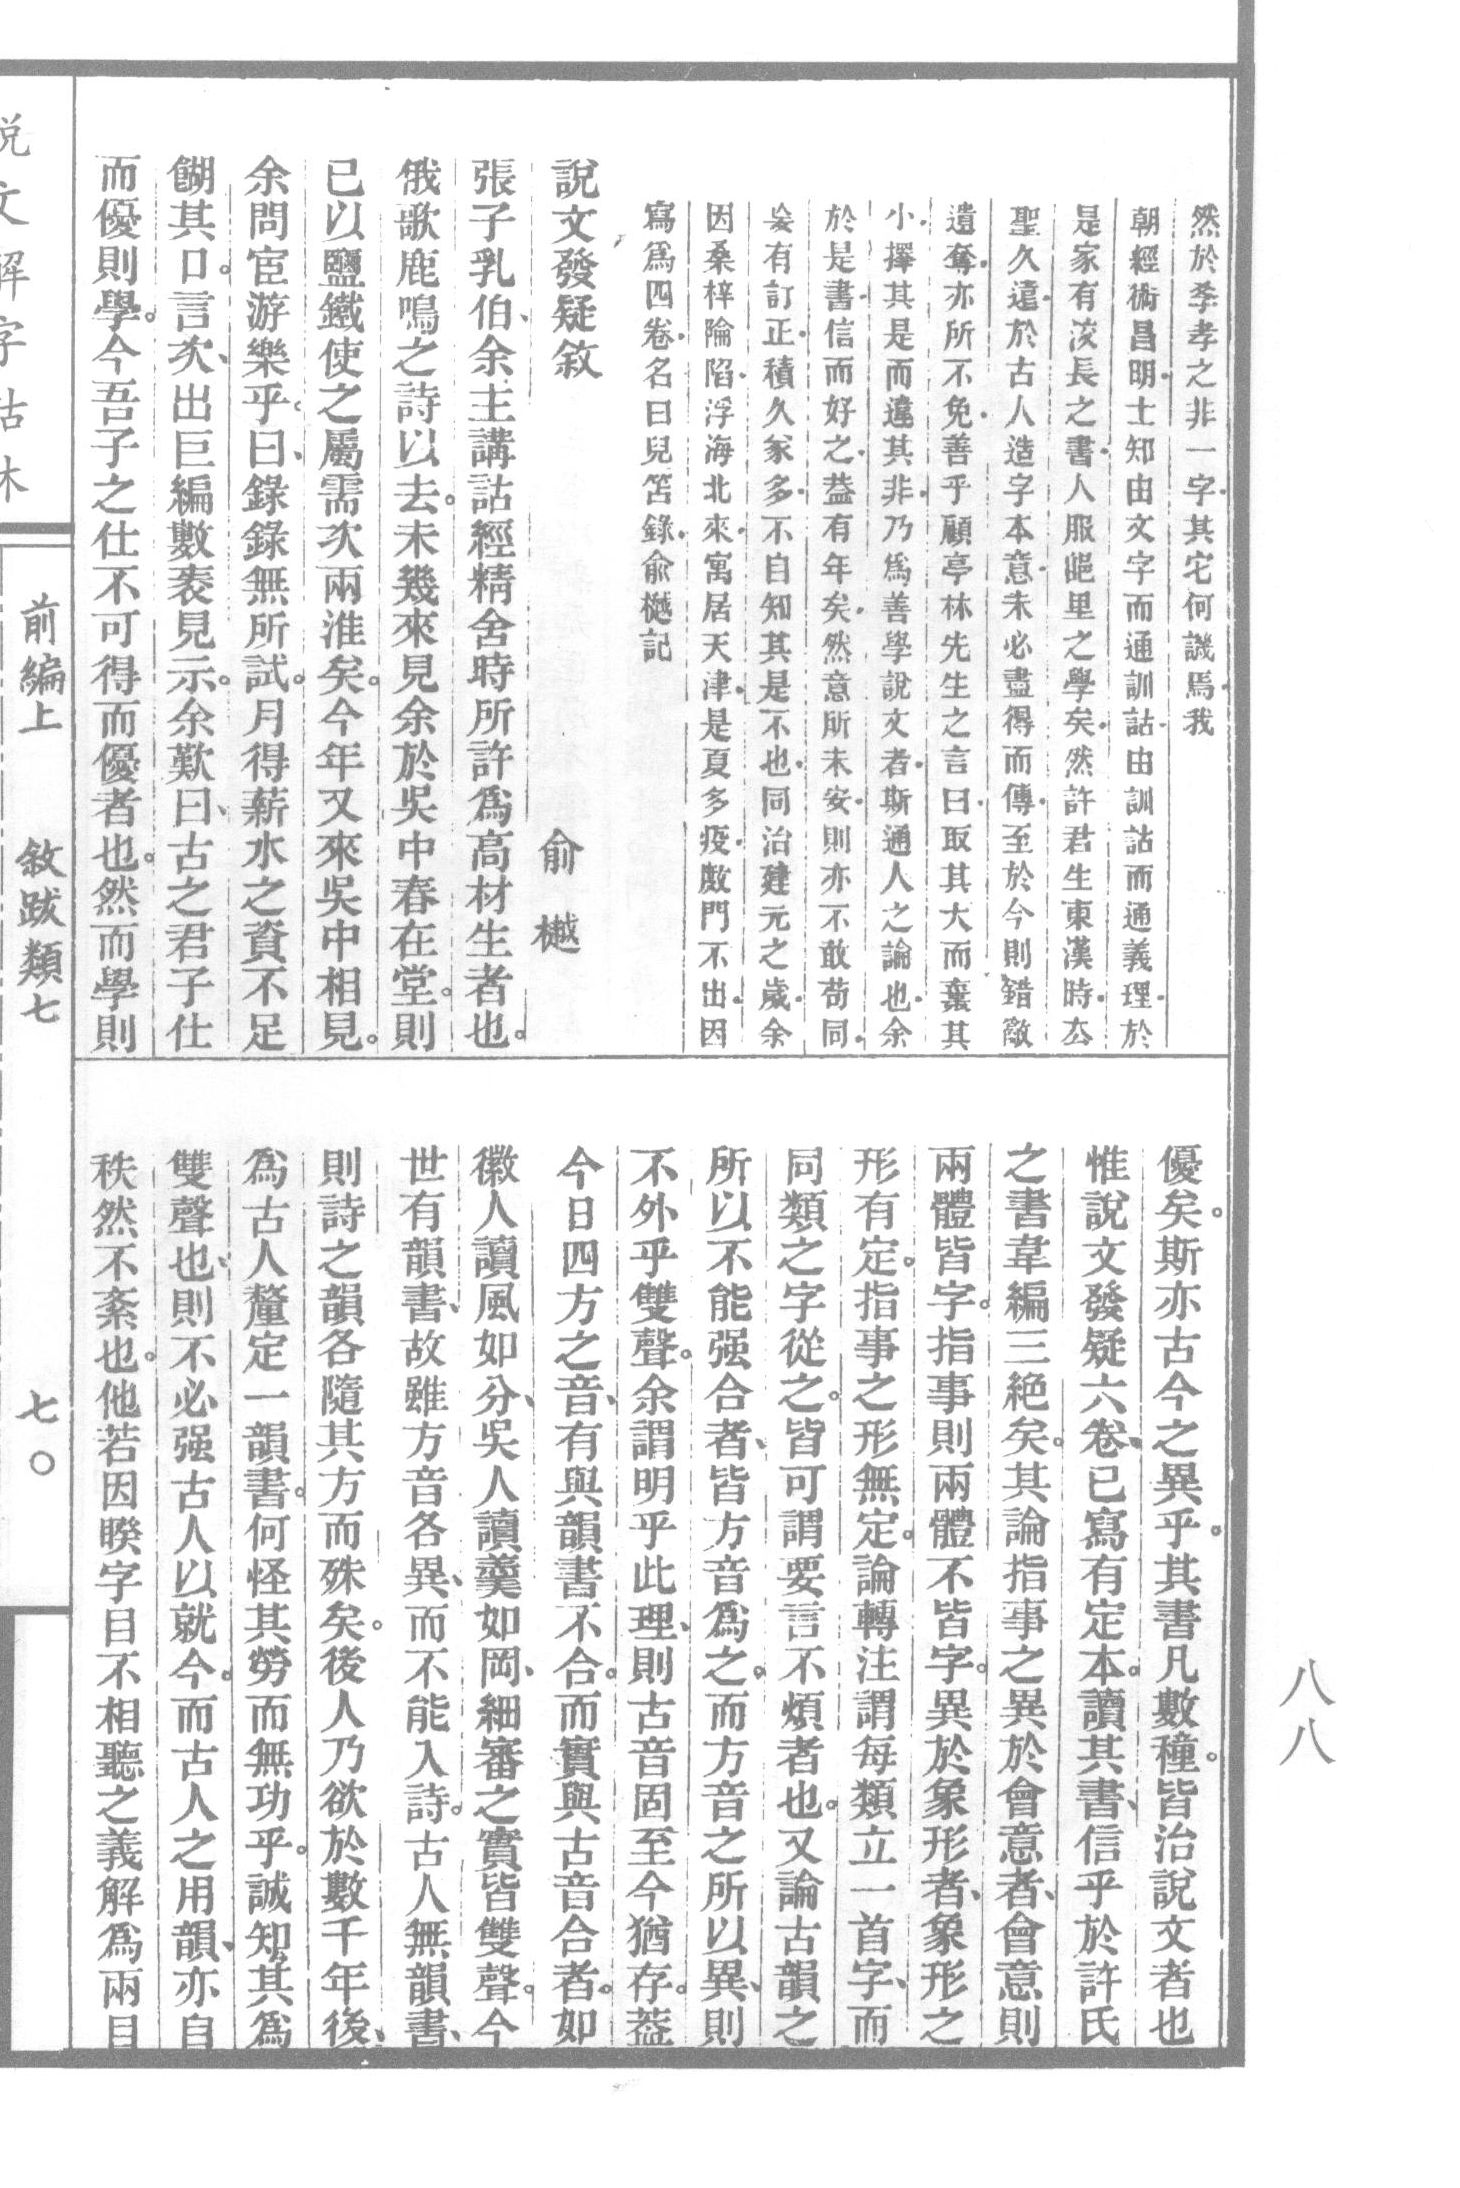 然於孝孝之非一字其它何譏焉我
朝經術昌明士知由文字而通訓詁由訓詁而通義理於
是家有洨長之書人服郒里之學矣然許君生東漢時厺
聖久遠於古人造字本意未必盡得而傳至於今則錯敵
遺奪亦所不免善乎顧亭林先生之言曰取其大而棄其
小擇其是而違其非乃爲善學說文者斯通人之論也余
於是書信而好之葢有年矣然意所未安則亦不敢苟同
妄有訂正積久冢多不自知其是不也同治建元之歲余
因桑梓陯陷浮海北來寓居天津是夏多疫敿門不出因
寫爲四卷名曰兒笘錄俞樾記
說文發疑敘
俞樾
張子乳伯余主講詁經精舍時所許爲高材生者也
俄歌鹿鳴之詩以去未幾來見余於吳中春在堂則
已以鹽鐵使之屬需次兩淮矣今年又來吳中相見
余問宦游樂乎曰錄錄無所試月得薪水之資不足
餬其口言次出巨編數袠見示余歎曰古之君子仕
而優則學今吾子之仕不可得而優者也然而學則
優矣斯亦古今之異乎其書凡數種皆治說文者也
惟說文發疑六卷已寫有定本讀其書信乎於許氏
之書韋編三絕矣其論指事之異於會意者會意則
兩體皆字指事則兩體不皆字異於象形者象形之
形有定指事之形無定論轉注謂每類立一首字而
同類之字從之皆可謂要言不煩者也又論古韻之
所以不能强合者皆方音爲之而方音之所以異則
不外乎雙聲余謂明乎此理則古音固至今猶存葢
今日四方之音有與韻書不合而實與古音合者如
徽人讀風如分吳人讀羹如岡細審之實皆雙聲今
世有韻書故雖方音各異而不能入詩古人無韻書
則詩之韻各隨其方而殊矣後人乃欲於數千年後
爲古人釐定一韻書何怪其勞而無功乎誠知其爲
雙聲也則不必强古人以就今而古人之用韻亦自
秩然不紊也他若因睽字目不相聽之義解爲兩目
說文解字詁林
前編上　敘跋類七
七〇
八八